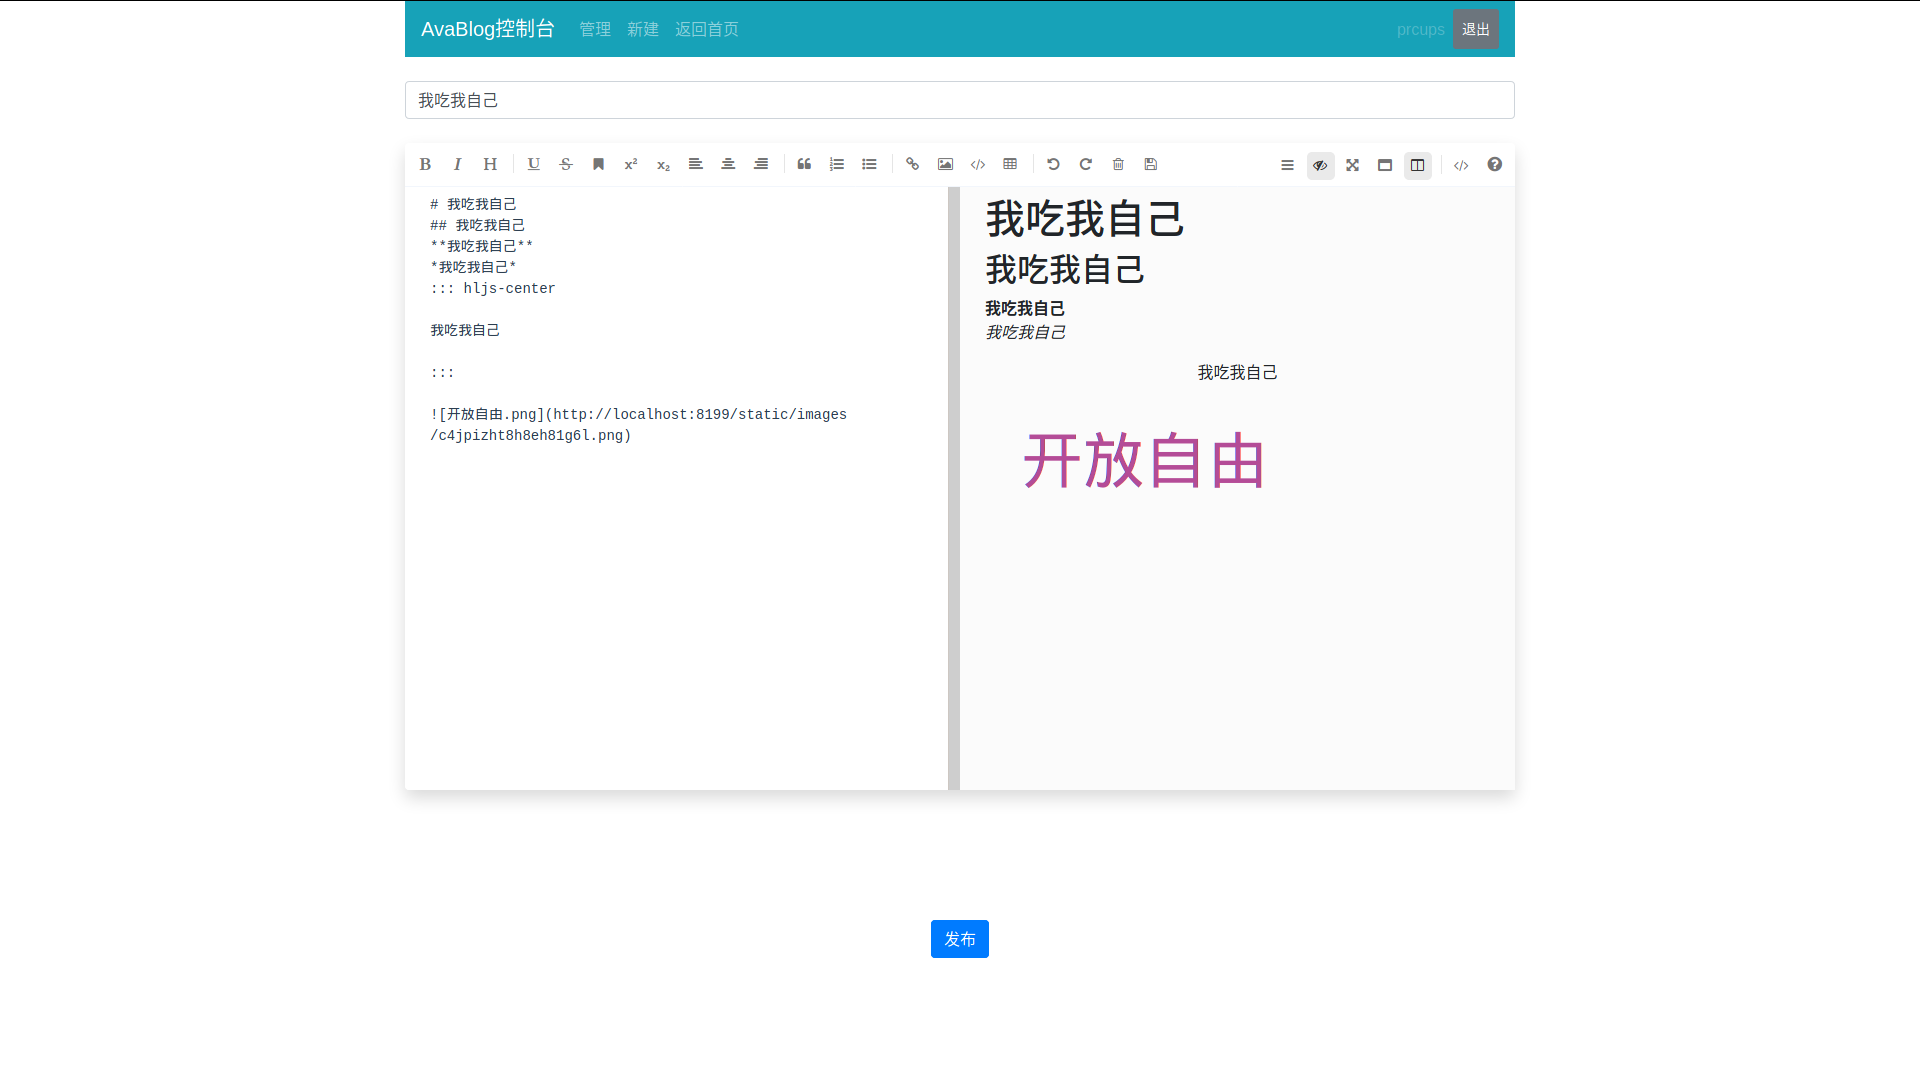 AvaBlog控制台 管理 新建 返回首页 prcups 退出
我吃我自己
B I H U S x² x₂
# 我吃我自己
## 我吃我自己
**我吃我自己**
*我吃我自己*
::: hljs-center
我吃我自己
:::
![开放自由.png](http://localhost:8199/static/images
/c4jpizht8h8eh81g6l.png)
我吃我自己
我吃我自己
我吃我自己
我吃我自己
我吃我自己
开放自由
发布